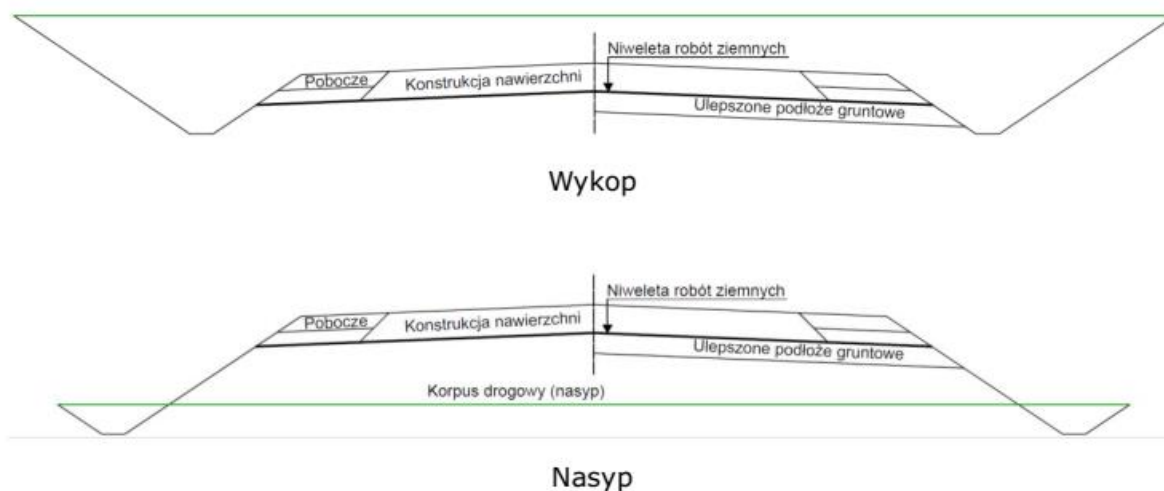 Niweleta robót ziemnych
Pobocze
Konstrukcja nawierzchni
Ulepszone podłoże gruntowe
Wykop
Niweleta robót ziemnych
Pobocze
Konstrukcja nawierzchni
Ulepszone podłoże gruntowe
Korpus drogowy (nasyp)
Nasyp